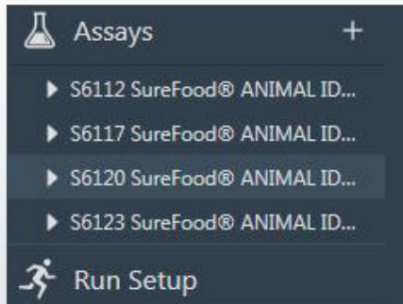 Assays +
S6112 SureFood® ANIMAL ID...
S6117 SureFood® ANIMAL ID...
S6120 SureFood® ANIMAL ID...
S6123 SureFood® ANIMAL ID...
Run Setup